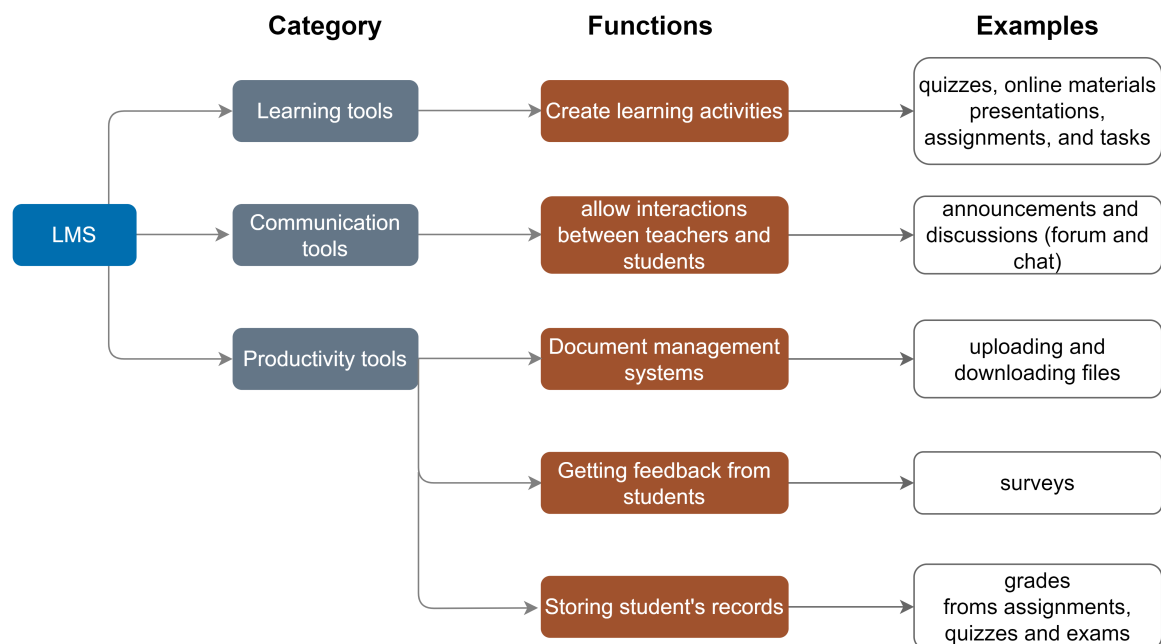 Category
Functions
Examples
LMS
Learning tools
Create learning activities
quizzes, online materials
presentations,
assignments, and tasks
Communication
tools
allow interactions
between teachers and
students
announcements and
discussions (forum and
chat)
Productivity tools
Document management
systems
uploading and
downloading files
Getting feedback from
students
surveys
Storing student's records
grades
froms assignments,
quizzes and exams